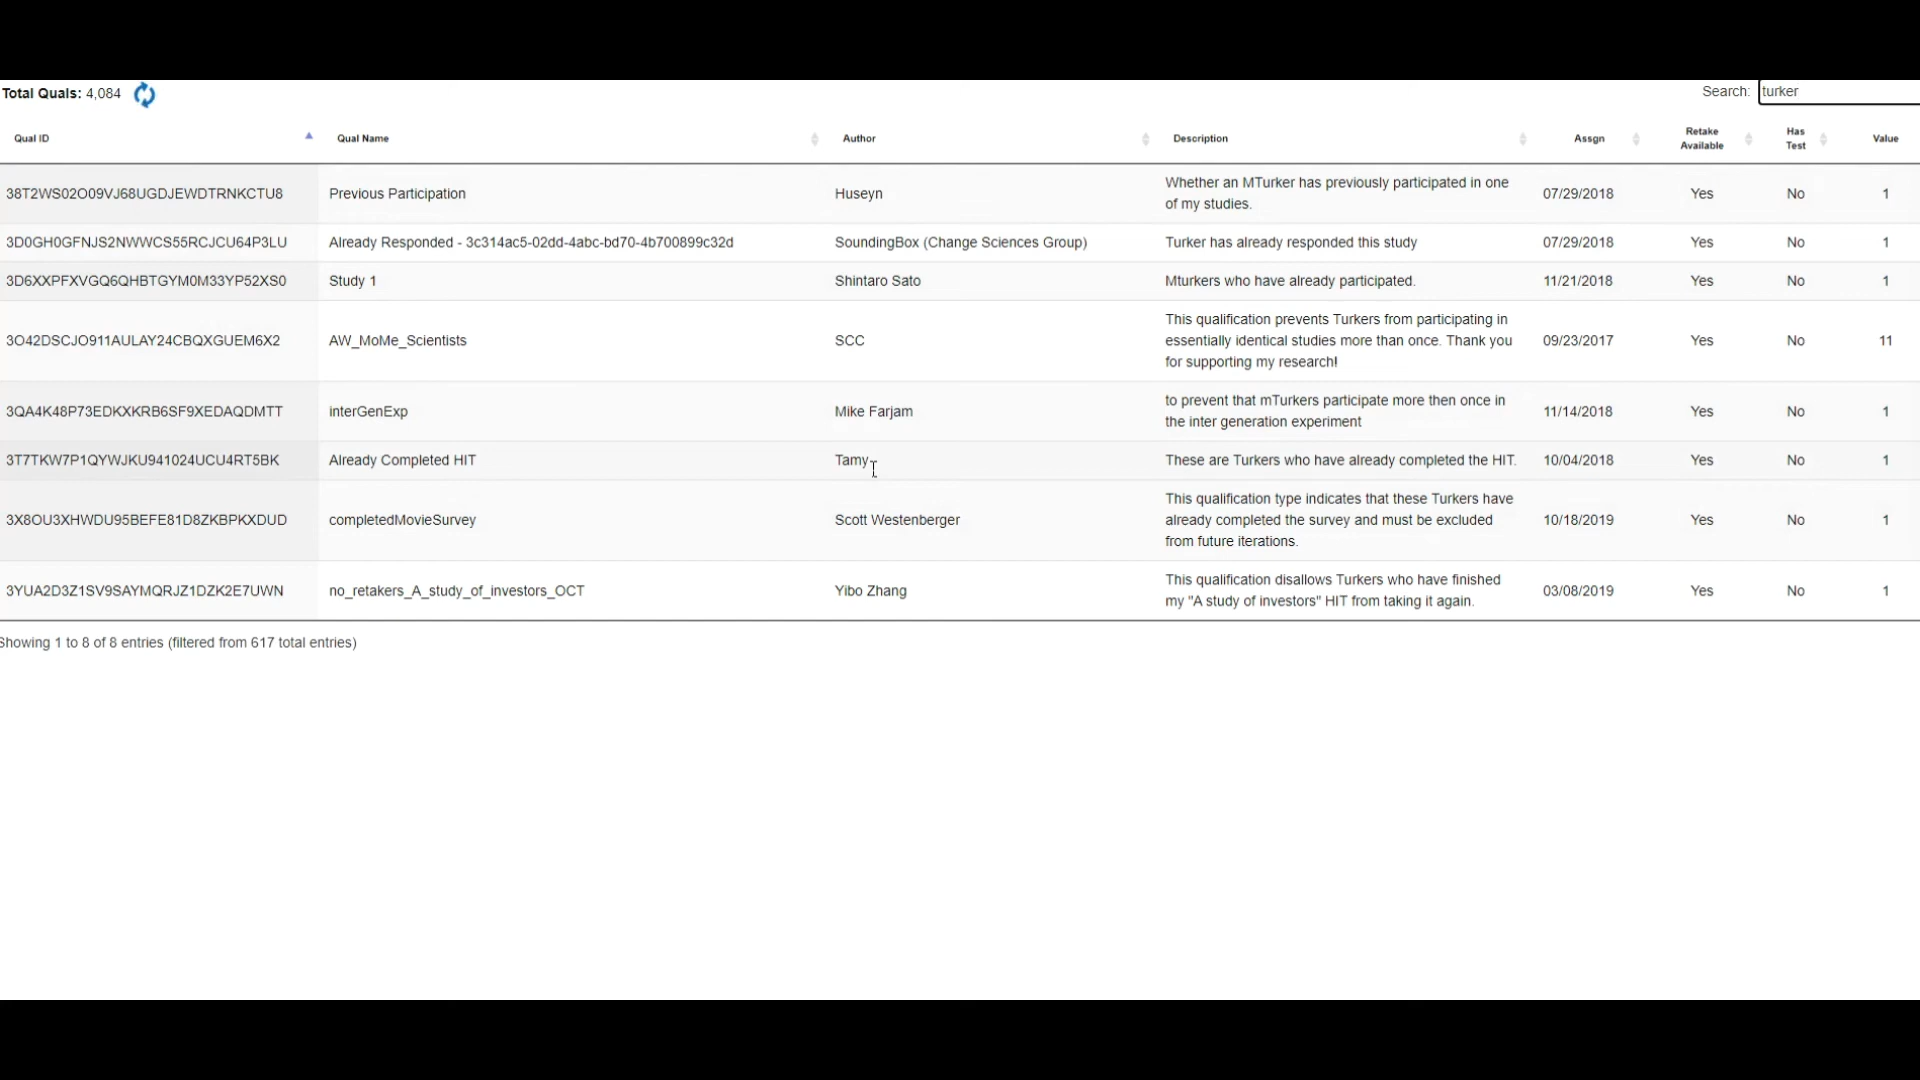 Total Quals: 4,084
Search: turker
Qual ID Qual Name Author Description Assgn Retake Available Has Test Value
38T2WS02O09VJ68UGDJEWDTRNKCTU8 Previous Participation Huseyn Whether an MTurker has previously participated in one of my studies. 07/29/2018 Yes No 1
3D0GH0GFNJS2NWWCS55RCJCU64P3LU Already Responded - 3c314ac5-02dd-4abc-bd70-4b700899c32d SoundingBox (Change Sciences Group) Turker has already responded this study 07/29/2018 Yes No 1
3D6XXPFXVGQ6QHBTGYM0M33YP52XS0 Study 1 Shintaro Sato Mturkers who have already participated. 11/21/2018 Yes No 1
3O42DSCJO911AULAY24CBQXGUEM6X2 AW_MoMe_Scientists SCC This qualification prevents Turkers from participating in essentially identical studies more than once. Thank you for supporting my research! 09/23/2017 Yes No 11
3QA4K48P73EDKXKRB6SF9XEDAQDMTT interGenExp Mike Farjam to prevent that mTurkers participate more then once in the inter generation experiment 11/14/2018 Yes No 1
3T7TKW7P1QYWJKU941024UCU4RT5BK Already Completed HIT Tamy These are Turkers who have already completed the HIT. 10/04/2018 Yes No 1
3X8OU3XHWDU95BEFE81D8ZKBPKXDUD completedMovieSurvey Scott Westenberger This qualification type indicates that these Turkers have already completed the survey and must be excluded from future iterations. 10/18/2019 Yes No 1
3YUA2D3Z1SV9SAYMQRJZ1DZK2E7UWN no_retakers_A_study_of_investors_OCT Yibo Zhang This qualification disallows Turkers who have finished my "A study of investors" HIT from taking it again. 03/08/2019 Yes No 1
Showing 1 to 8 of 8 entries (filtered from 617 total entries)